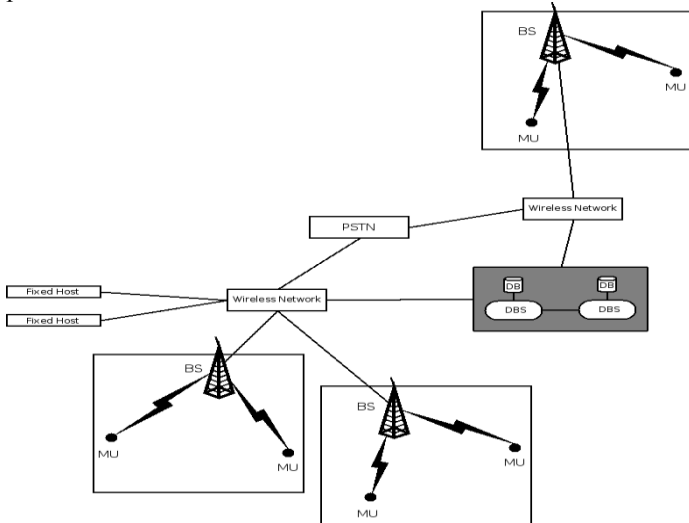 BS
MU
MU
Wireless Network
PSTN
DB
DB
DBS
DBS
Fixed Host
Wireless Network
Fixed Host
BS
BS
MU
MU
MU
MU